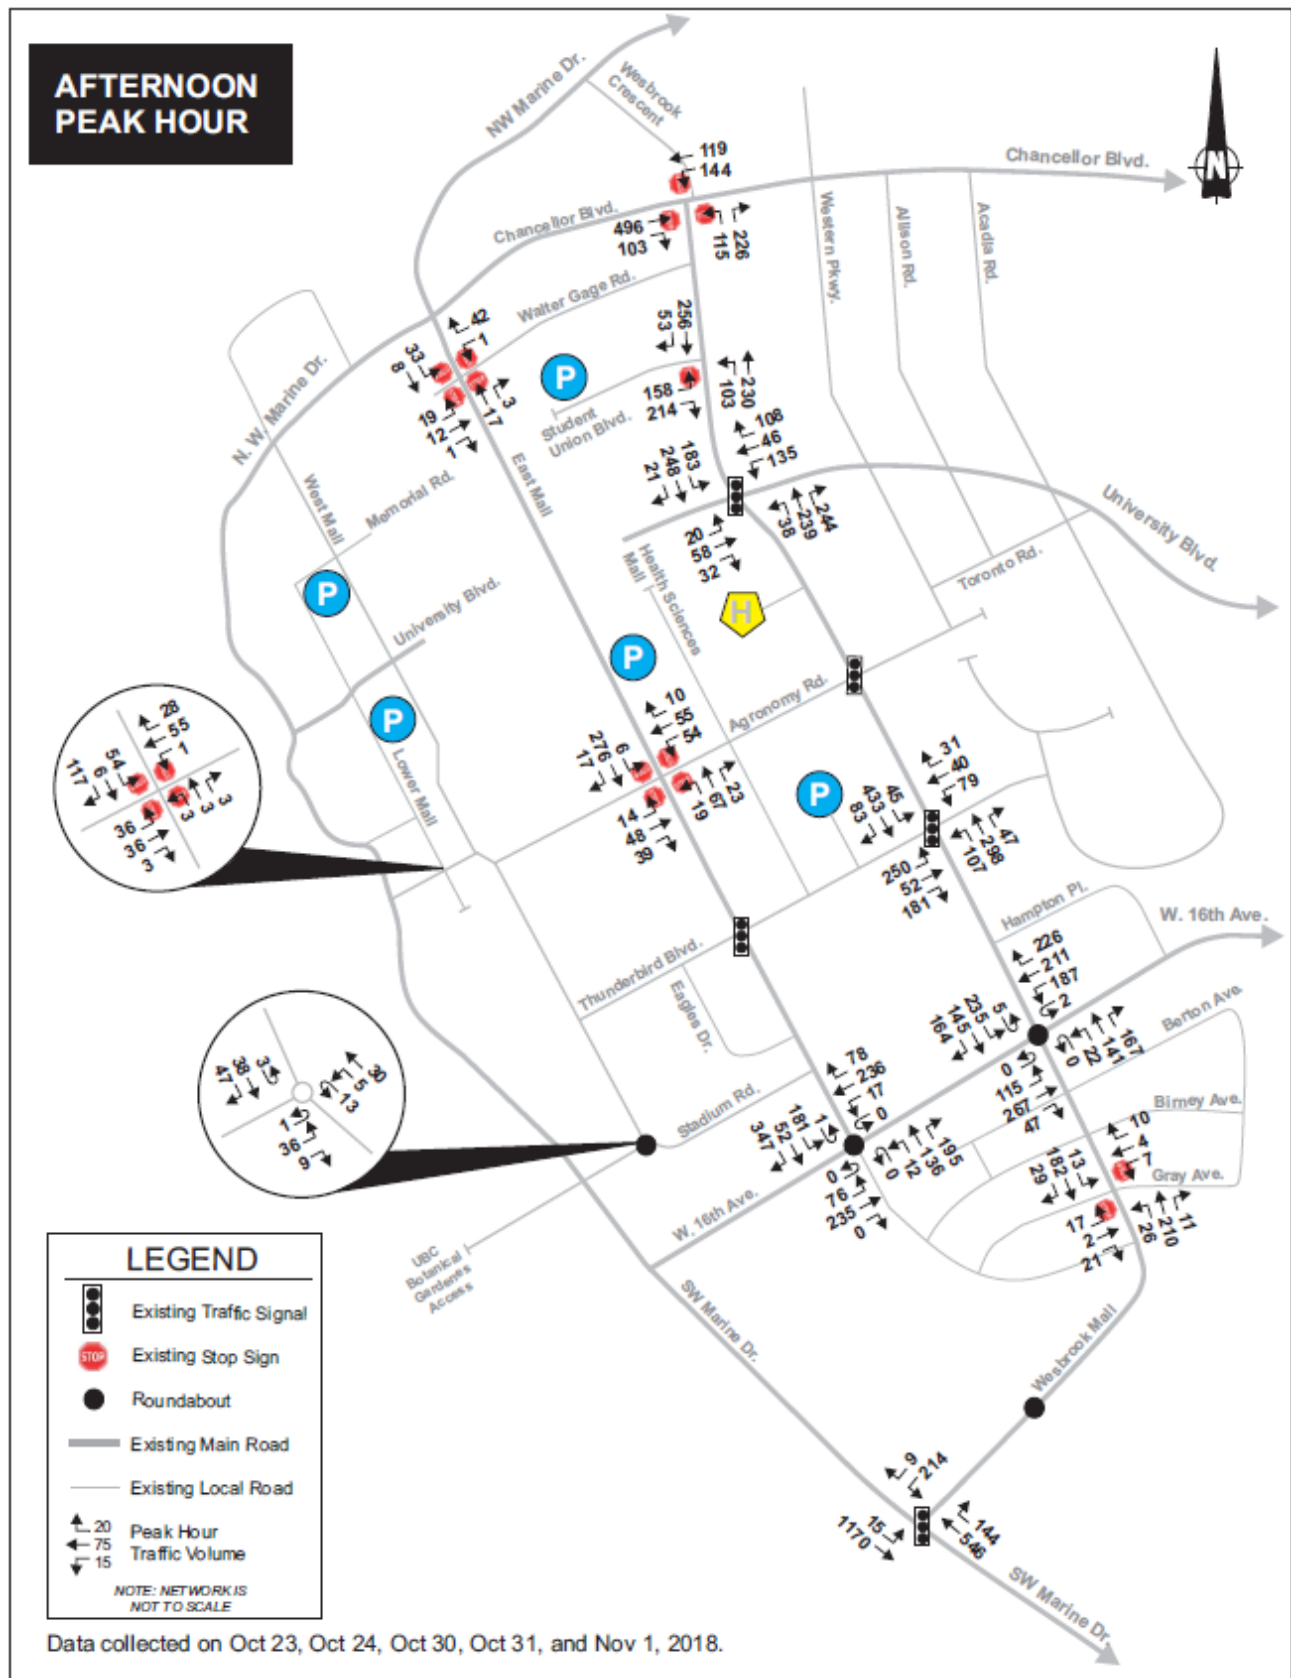 AFTERNOON
PEAK HOUR
NW Marine Dr.
Wesbrook
Crescent
N
119
144
Chancellor Blvd.
Chancellor Blvd.
496
103
115
226
Western Pkwy.
Allison Rd.
Acadia Rd.
Walter Gage Rd.
42
1
33
8
19
12
1
17
3
P
256
53
158
214
103
230
Student
Union Blvd.
N. W. Marine Dr.
West Mall
Memorial Rd.
East Mall
108
46
135
183
248
21
20
58
32
38
239
244
University Blvd.
Health Sciences
Mall
Toronto Rd.
P
University Blvd.
H
P
P
Lower Mall
Agronomy Rd.
10
55
276
17
6
14
48
39
19
67
23
28
55
1
54
6
117
36
36
3
3
3
3
P
31
40
79
45
433
83
250
52
181
107
298
47
Hampton Pl.
W. 16th Ave.
Thunderbird Blvd.
Eagles Dr.
226
211
187
2
5
235
145
164
0
115
267
47
0
22
141
167
Berton Ave.
Birney Ave.
Gray Ave.
3
38
47
30
5
13
1
36
9
Stadium Rd.
78
236
17
0
1
181
52
347
0
76
235
0
0
12
136
195
W. 16th Ave.
10
4
7
13
182
29
17
2
21
26
210
11
UBC
Botanical
Gardenes
Access
SW Marine Dr.
Wesbrook Mall
9
214
15
1170
144
546
SW Marine Dr
LEGEND
Existing Traffic Signal
STOP
Existing Stop Sign
Roundabout
Existing Main Road
Existing Local Road
20
75
15
Peak Hour
Traffic Volume
NOTE: NETWORK IS
NOT TO SCALE
Data collected on Oct 23, Oct 24, Oct 30, Oct 31, and Nov 1, 2018.